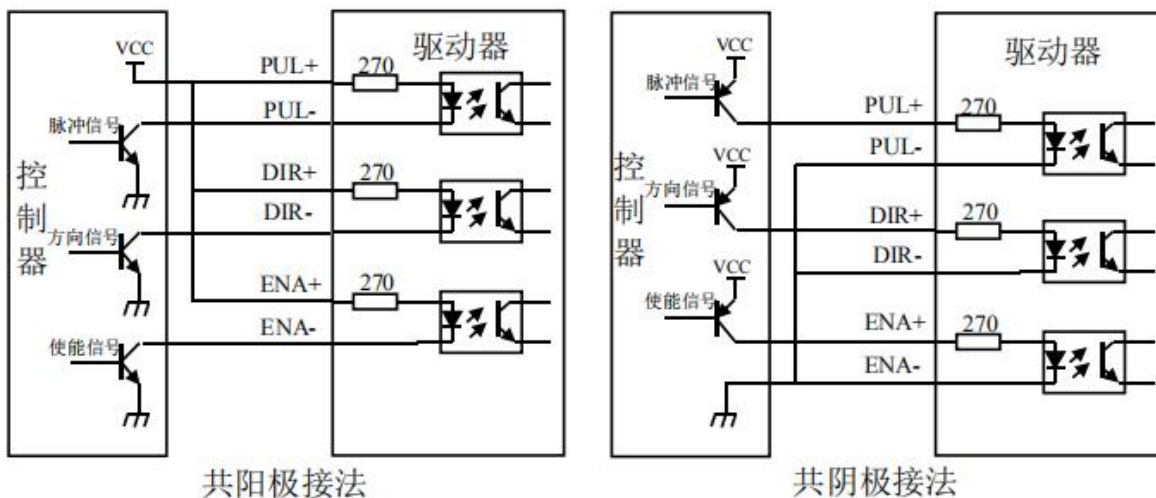 VCC
驱动器
PUL+
270
脉冲信号
PUL-
控制器
DIR+
270
DIR-
方向信号
ENA+
270
ENA-
使能信号
共阳极接法
VCC
驱动器
脉冲信号
PUL+
270
PUL-
VCC
控制器
方向信号
DIR+
270
DIR-
VCC
使能信号
ENA+
270
ENA-
共阴极接法